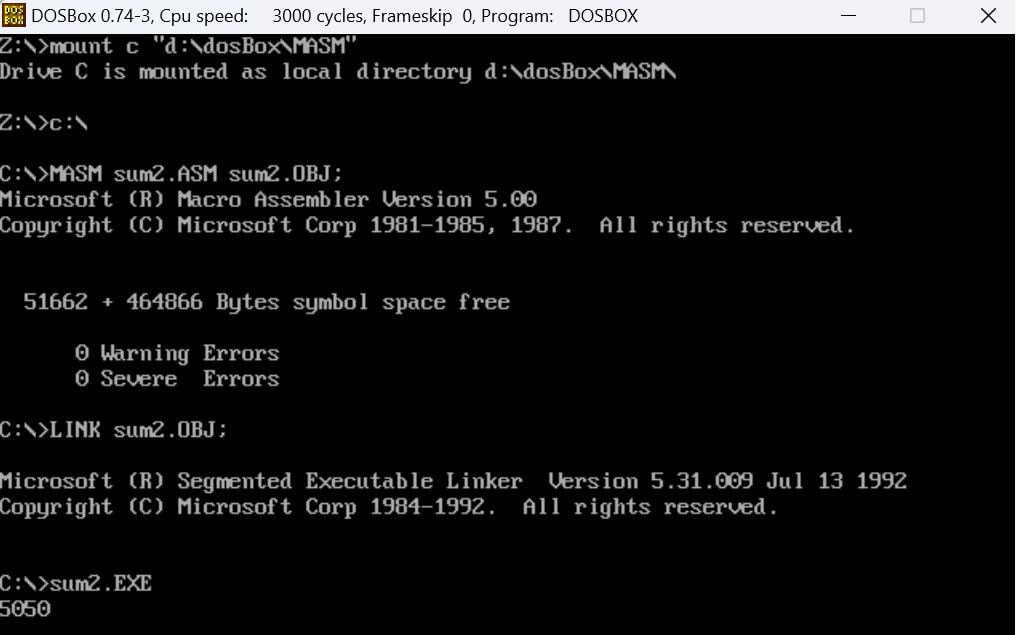 DOS BOX DOSBox 0.74-3, Cpu speed: 3000 cycles, Frameskip 0, Program: DOSBOX
Z:\>mount c "d:\dosBox\MASM"
Drive C is mounted as local directory d:\dosBox\MASM\
Z:\>c:\
C:\>MASM sum2.ASM sum2.OBJ;
Microsoft (R) Macro Assembler Version 5.00
Copyright (C) Microsoft Corp 1981-1985, 1987.  All rights reserved.
51662 + 464866 Bytes symbol space free
0 Warning Errors
0 Severe  Errors
C:\>LINK sum2.OBJ;
Microsoft (R) Segmented Executable Linker  Version 5.31.009 Jul 13 1992
Copyright (C) Microsoft Corp 1984-1992.  All rights reserved.
C:\>sum2.EXE
5050